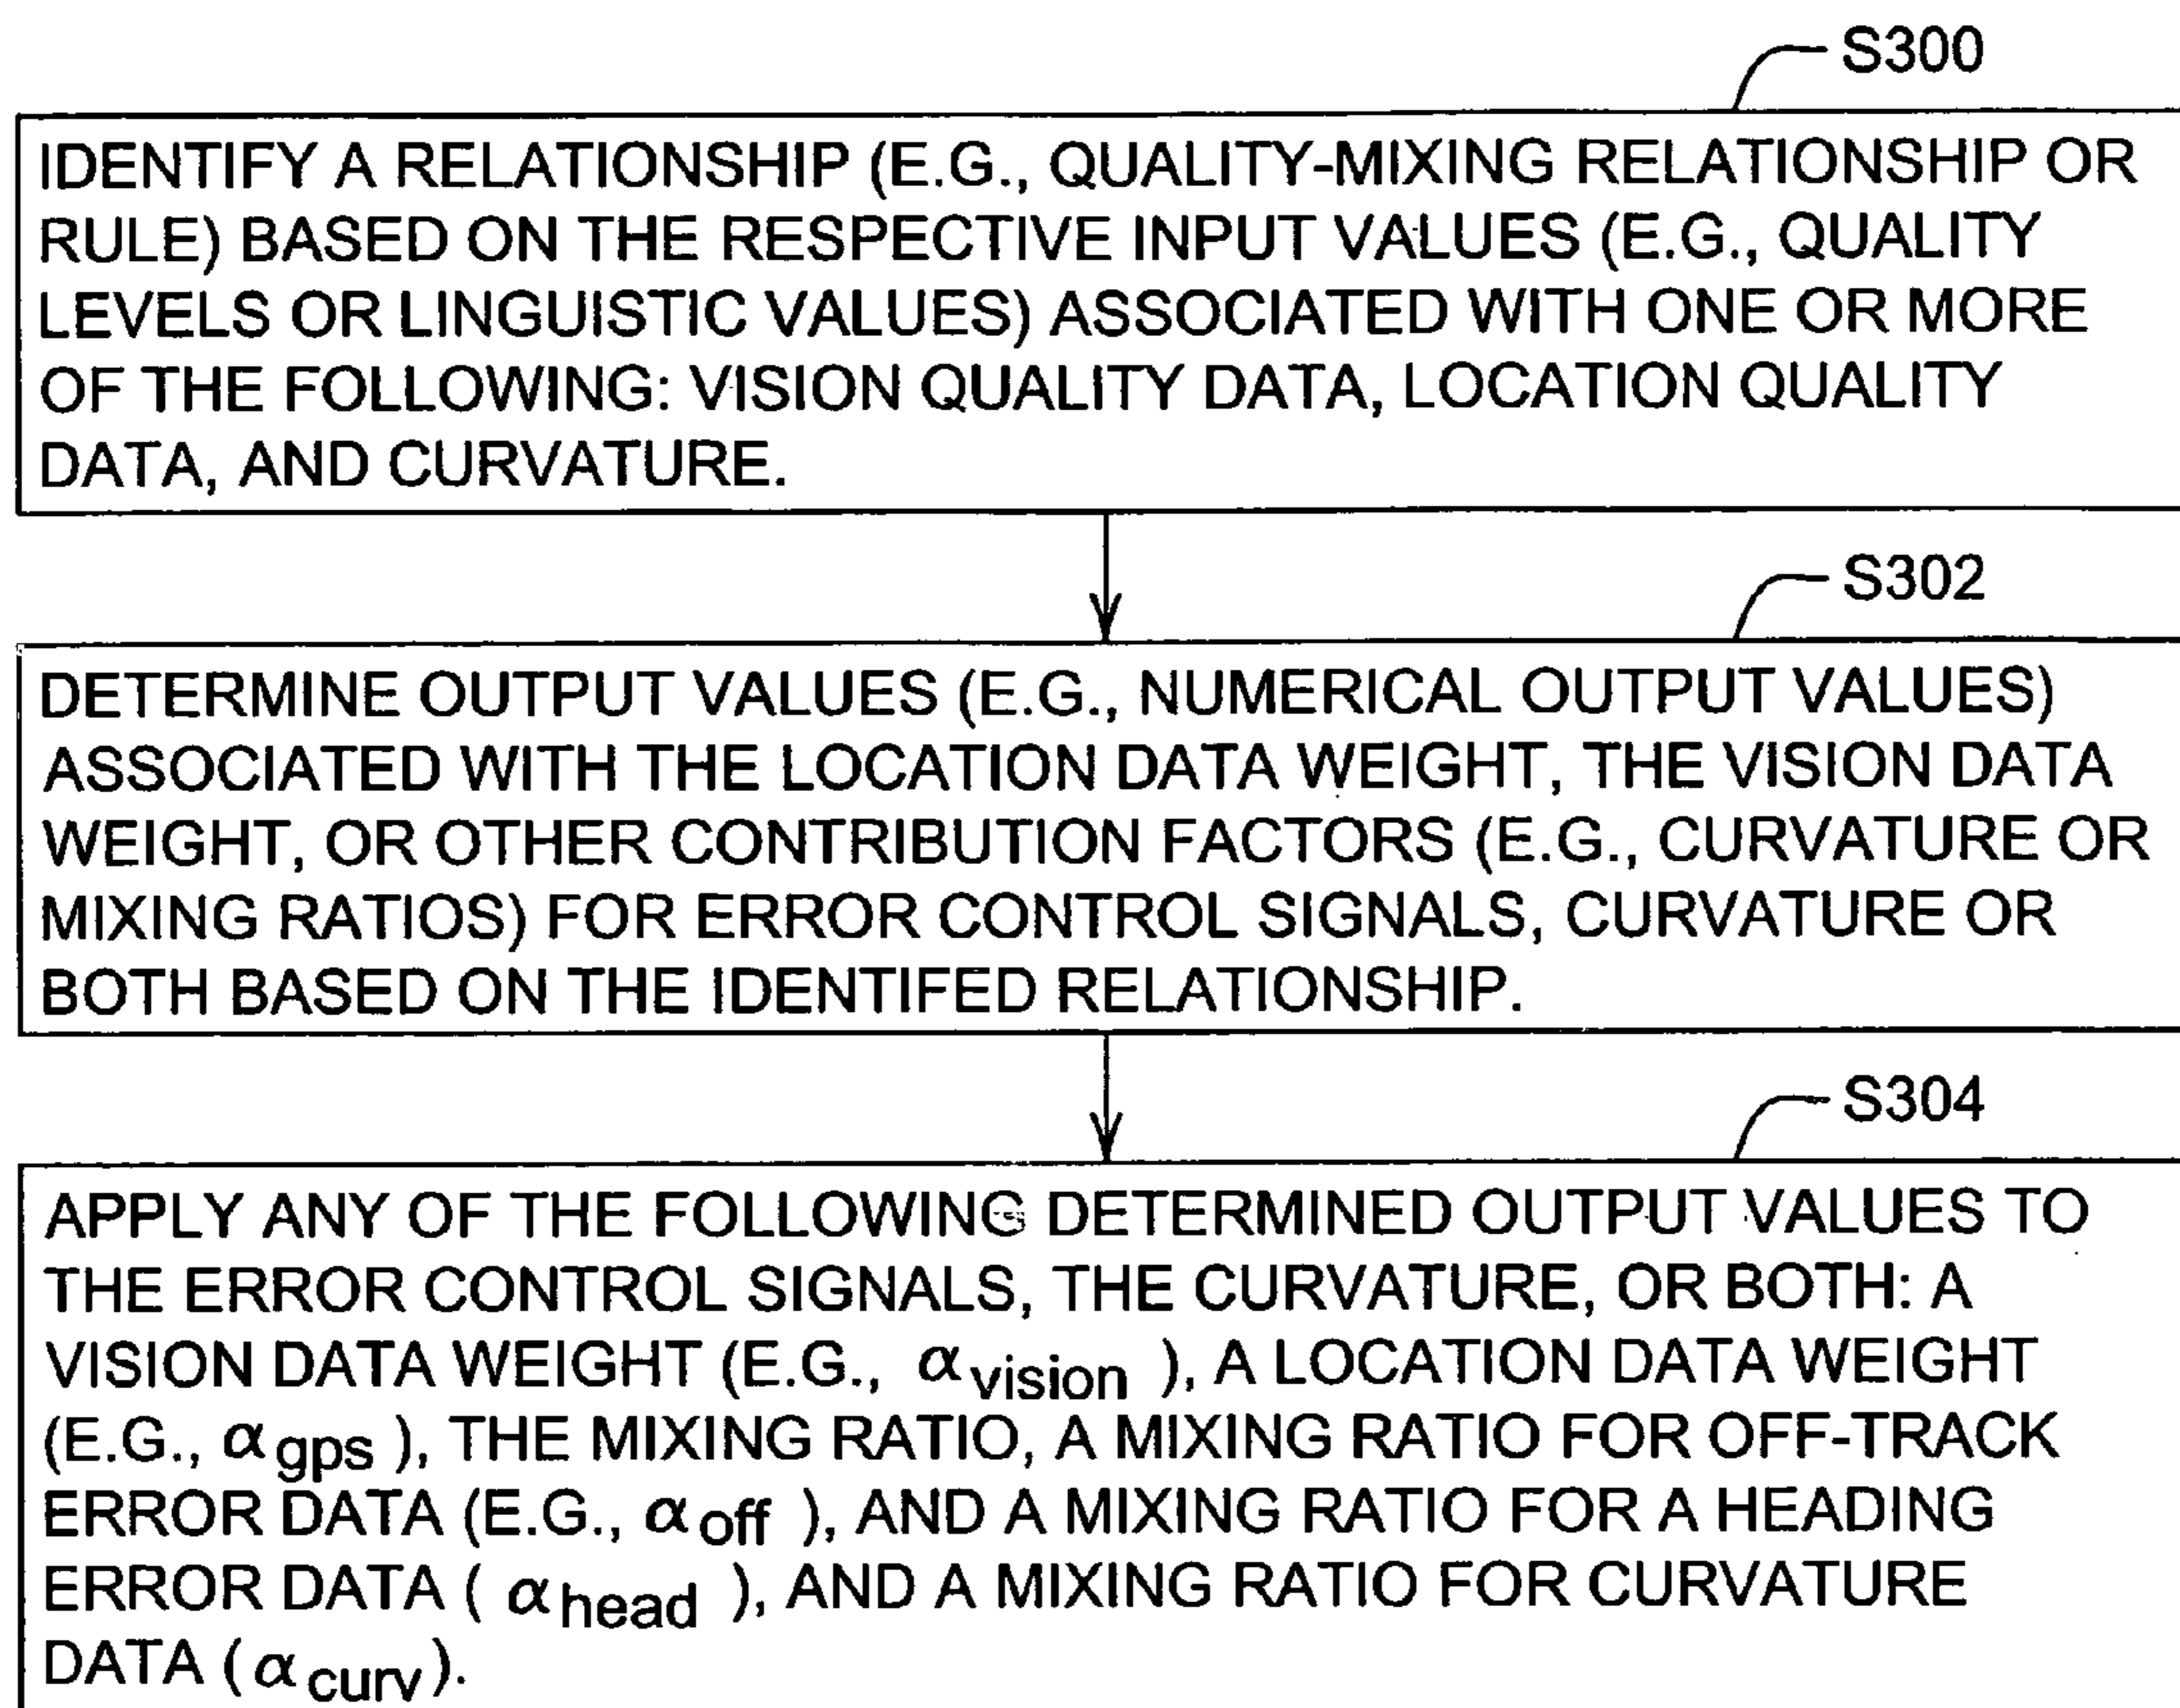 S300
IDENTIFY A RELATIONSHIP (E.G., QUALITY-MIXING RELATIONSHIP OR
RULE) BASED ON THE RESPECTIVE INPUT VALUES (E.G., QUALITY
LEVELS OR LINGUISTIC VALUES) ASSOCIATED WITH ONE OR MORE
OF THE FOLLOWING: VISION QUALITY DATA, LOCATION QUALITY
DATA, AND CURVATURE.
S302
DETERMINE OUTPUT VALUES (E.G., NUMERICAL OUTPUT VALUES)
ASSOCIATED WITH THE LOCATION DATA WEIGHT, THE VISION DATA
WEIGHT, OR OTHER CONTRIBUTION FACTORS (E.G., CURVATURE OR
MIXING RATIOS) FOR ERROR CONTROL SIGNALS, CURVATURE OR
BOTH BASED ON THE IDENTIFED RELATIONSHIP.
S304
APPLY ANY OF THE FOLLOWING DETERMINED OUTPUT VALUES TO
THE ERROR CONTROL SIGNALS, THE CURVATURE, OR BOTH: A
VISION DATA WEIGHT (E.G., α vision ), A LOCATION DATA WEIGHT
(E.G., α gps ), THE MIXING RATIO, A MIXING RATIO FOR OFF-TRACK
ERROR DATA (E.G., α off ), AND A MIXING RATIO FOR A HEADING
ERROR DATA ( α head ), AND A MIXING RATIO FOR CURVATURE
DATA (α curv).